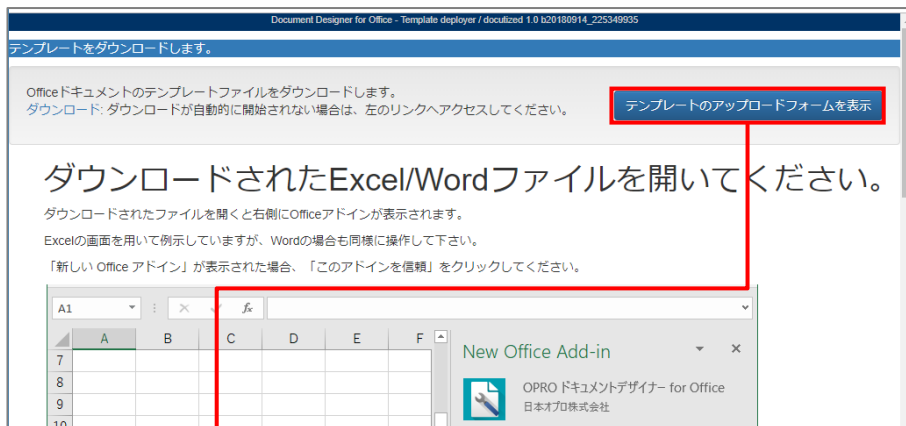 Document Designer for Office - Template deployer / docutized 1.0 b20180914_225349935
テンプレートをダウンロードします。
Officeドキュメントのテンプレートファイルをダウンロードします。
ダウンロード: ダウンロードが自動的に開始されない場合は、左のリンクへアクセスしてください。
テンプレートのアップロードフォームを表示
ダウンロードされたExcel/Wordファイルを開いてください。
ダウンロードされたファイルを開くと右側にOfficeアドインが表示されます。
Excelの画面を用いて例示していますが、Wordの場合も同様に操作して下さい。
「新しい Office アドイン」が表示された場合、「このアドインを信頼」をクリックしてください。
A1 fx
A B C D E F
7
8
9
10
New Office Add-in
OPRO ドキュメントデザイナー for Office
日本オプロ株式会社